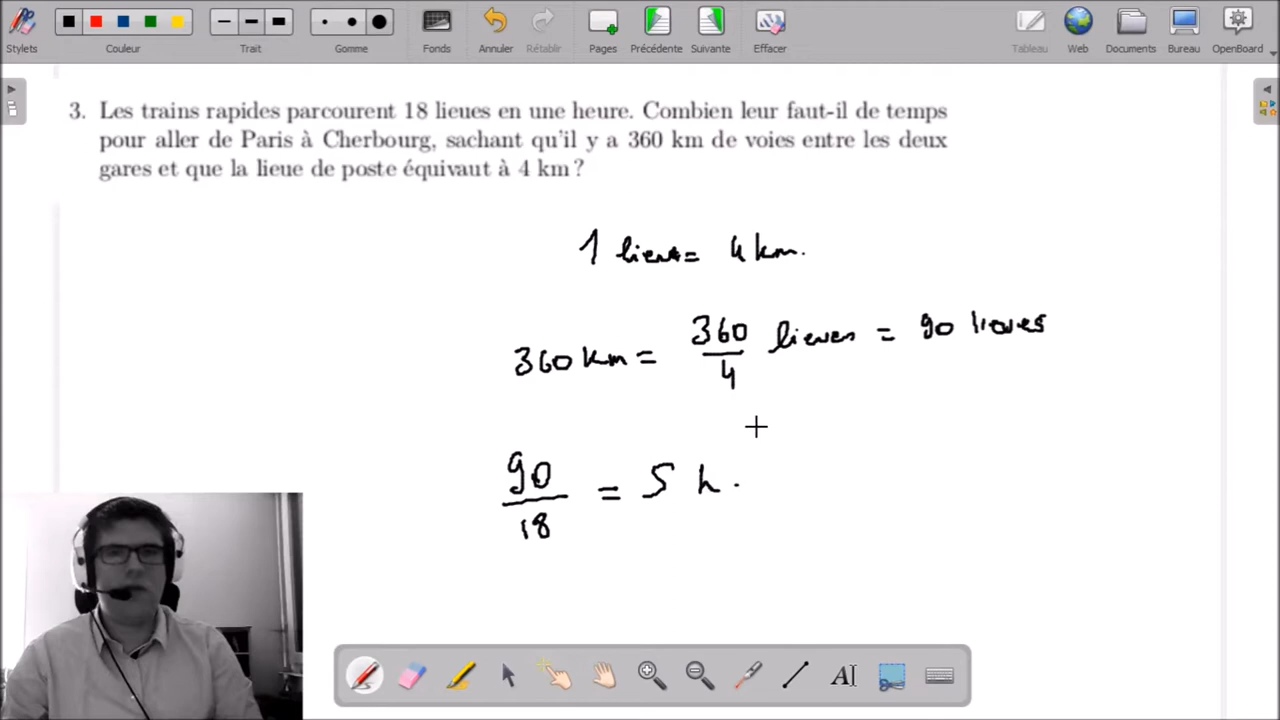 Stylets Couleur Trait Gomme Fonds Annuler Rétablir Pages Précédente Suivante Effacer Tableau Web Documents Bureau OpenBoard
3. Les trains rapides parcourent 18 lieues en une heure. Combien leur faut-il de temps
pour aller de Paris à Cherbourg, sachant qu'il y a 360 km de voies entre les deux
gares et que la lieue de poste équivaut à 4 km ?
1 lieue = 4 km.
360 km = 360/4 lieues = 90 lieues
90/18 = 5 h.
AI